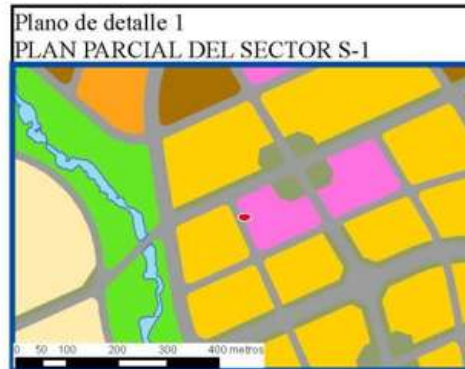 Plano de detalle 1
PLAN PARCIAL DEL SECTOR S-1
0 50 100 200 300 400 metros